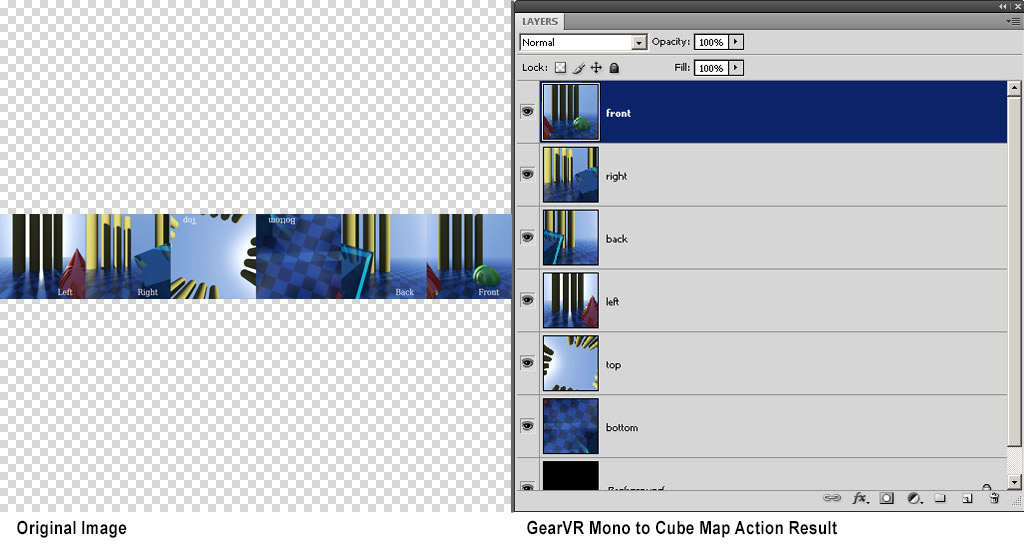 Top
Bottom
Left
Right
Back
Front
Original Image
LAYERS
Normal
Opacity: 100%
Lock:
Fill: 100%
front
right
back
left
top
bottom
Background
fx
GearVR Mono to Cube Map Action Result